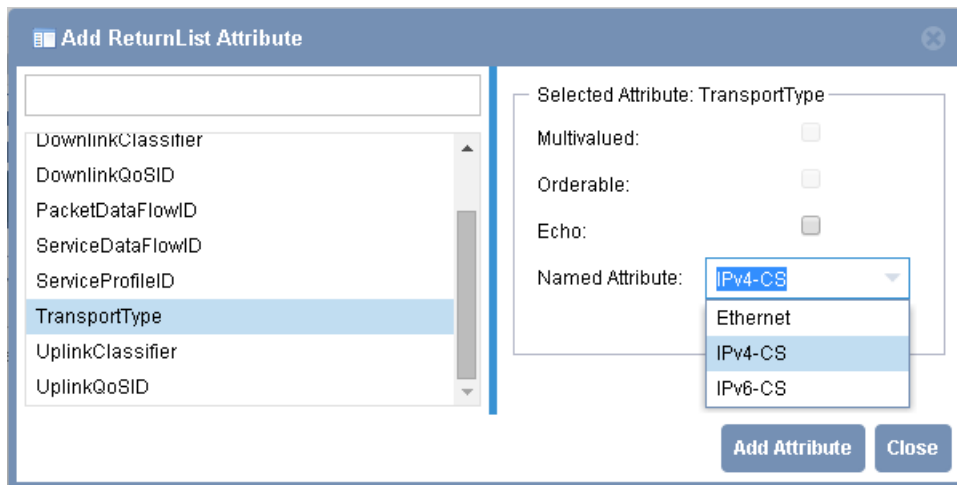 Add ReturnList Attribute
DownlinkClassifier
DownlinkQoSID
PacketDataFlowID
ServiceDataFlowID
ServiceProfileID
TransportType
UplinkClassifier
UplinkQoSID
Selected Attribute: TransportType
Multivalued:
Orderable:
Echo:
Named Attribute: IPv4-CS
Ethernet
IPv4-CS
IPv6-CS
Add Attribute Close